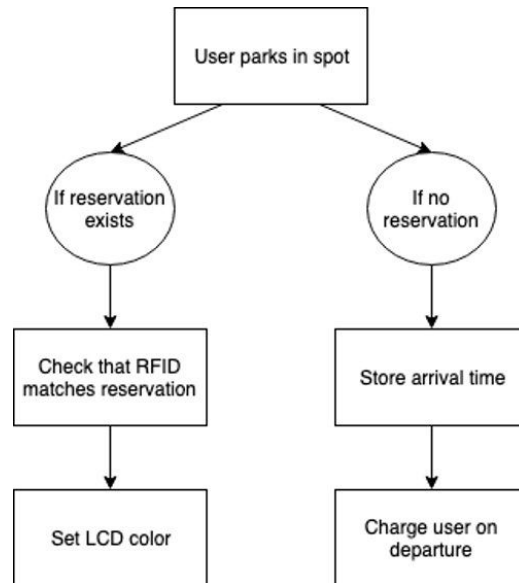 User parks in spot
If reservation
exists
If no
reservation
Check that RFID
matches reservation
Store arrival time
Set LCD color
Charge user on
departure